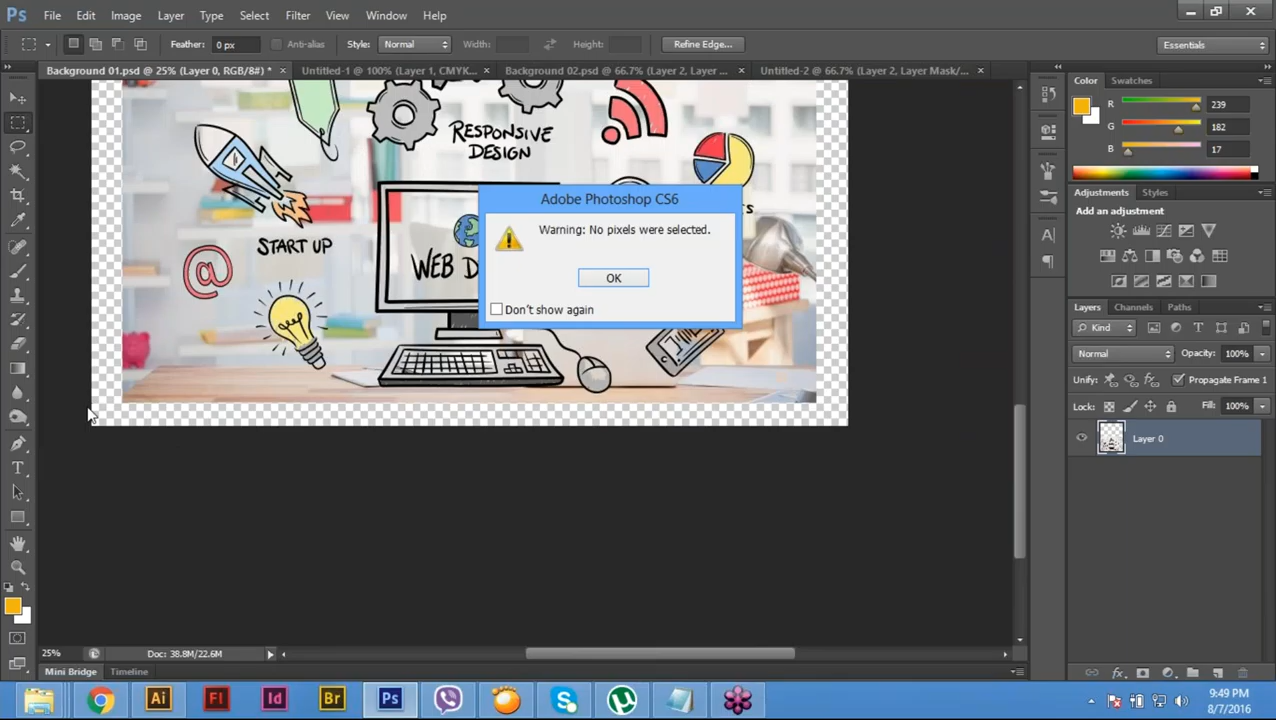 Ps File Edit Image Layer Type Select Filter View Window Help
Feather: 0 px Anti-alias Style: Normal Width: Height: Refine Edge... Essentials
Background 01.psd @ 25% (Layer 0, RGB/8#) * × Untitled-1 @ 100% (Layer 1, CMYK... × Background 02.psd @ 66.7% (Layer 2, Layer ... × Untitled-2 @ 66.7% (Layer 2, Layer Mask/... ×
Color Swatches
R 239
G 182
B 17
Adjustments Styles
Add an adjustment
Layers Channels Paths
Kind
Normal Opacity: 100%
Unify: Propagate Frame 1
Lock: Fill: 100%
Layer 0
RESPONSIVE
DESIGN
START UP
@
WEB D
Adobe Photoshop CS6
Warning: No pixels were selected.
OK
Don't show again
T
25% Doc: 38.8M/22.6M
Mini Bridge Timeline
Ai Fl Id Br Ps
9:49 PM
8/7/2016